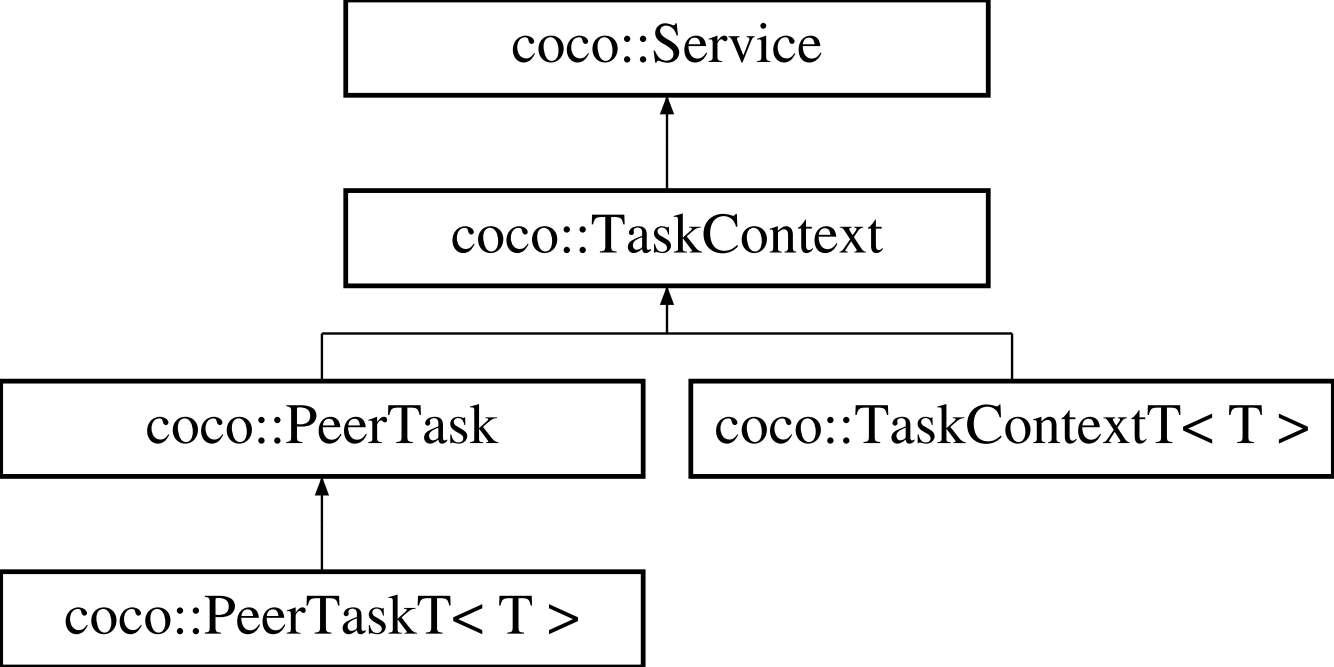 coco::Service
coco::TaskContext
coco::PeerTask
coco::TaskContextT< T >
coco::PeerTaskT< T >